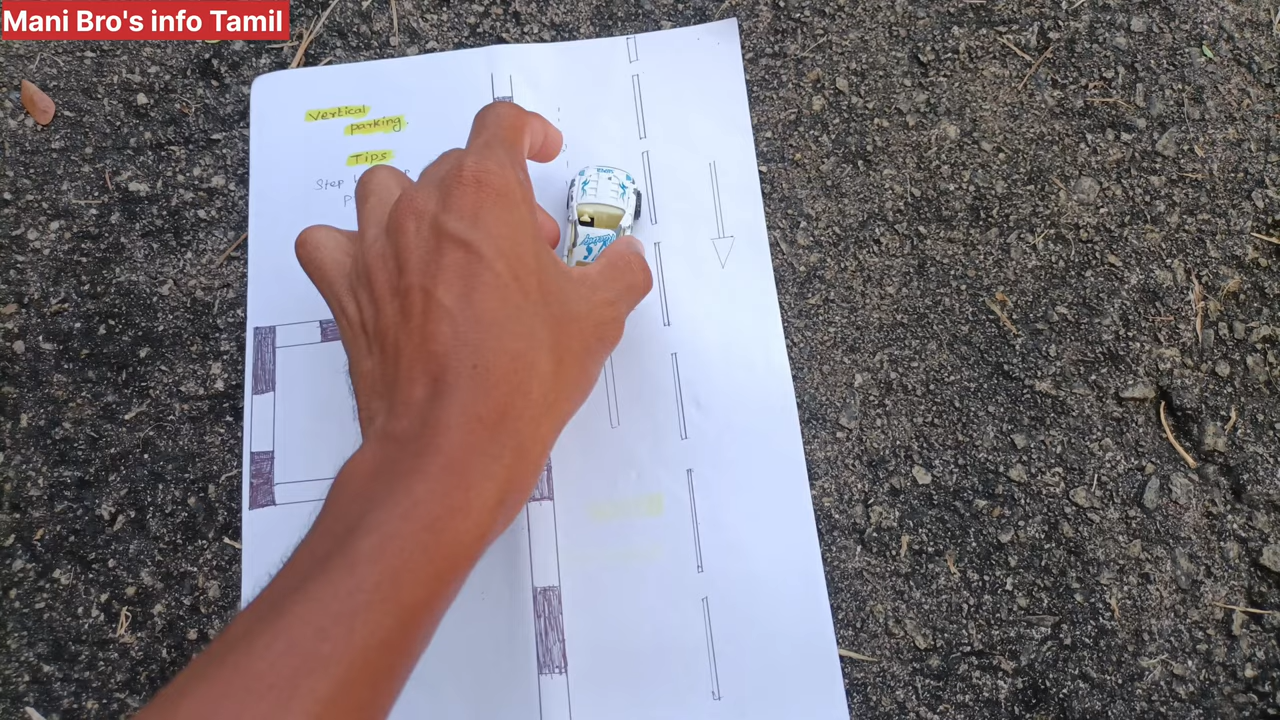 Mani Bro's info Tamil
Vertical
parking.
Tips
Step